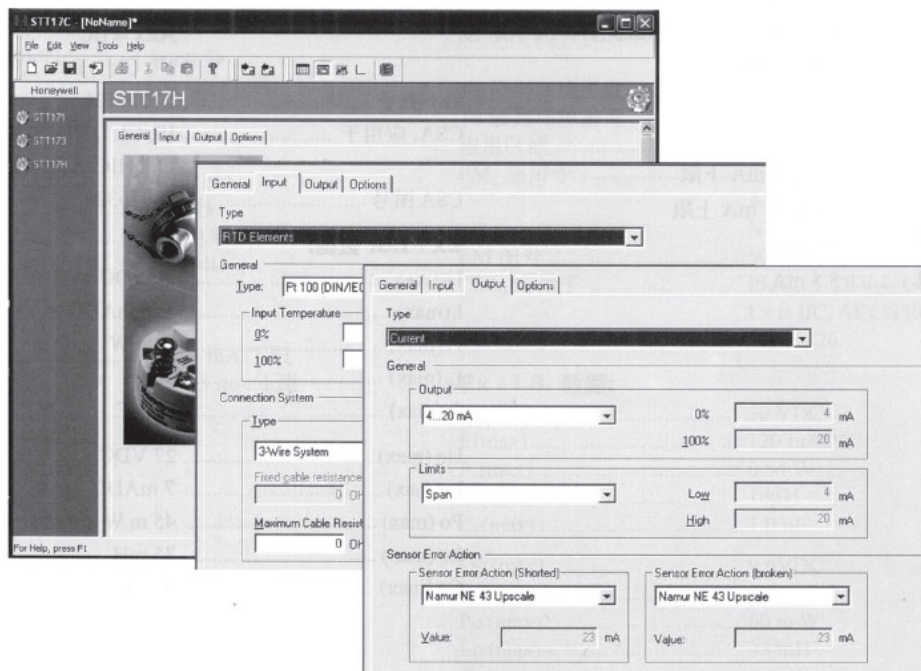 STT17C - [NoName]*
File Edit View Tools Help
Honeywell
STT171
STT173
STT17H
STT17H
General Input Output Options
For Help, press F1
General Input Output Options
Type
RTD Elements
General
Type: Pt 100 (DIN/IEC
Input Temperature
0%
100%
Connection System
Type
3-Wire System
Fixed cable resistance
0 OH
Maximum Cable Resist
0 OH
General Input Output Options
Type
Current
General
Output
4...20 mA
0% 4 mA
100% 20 mA
Limits
Span
Low 4 mA
High 20 mA
Sensor Error Action
Sensor Error Action (Shorted)
Namur NE 43 Upscale
Value: 23 mA
Sensor Error Action (broken)
Namur NE 43 Upscale
Value: 23 mA